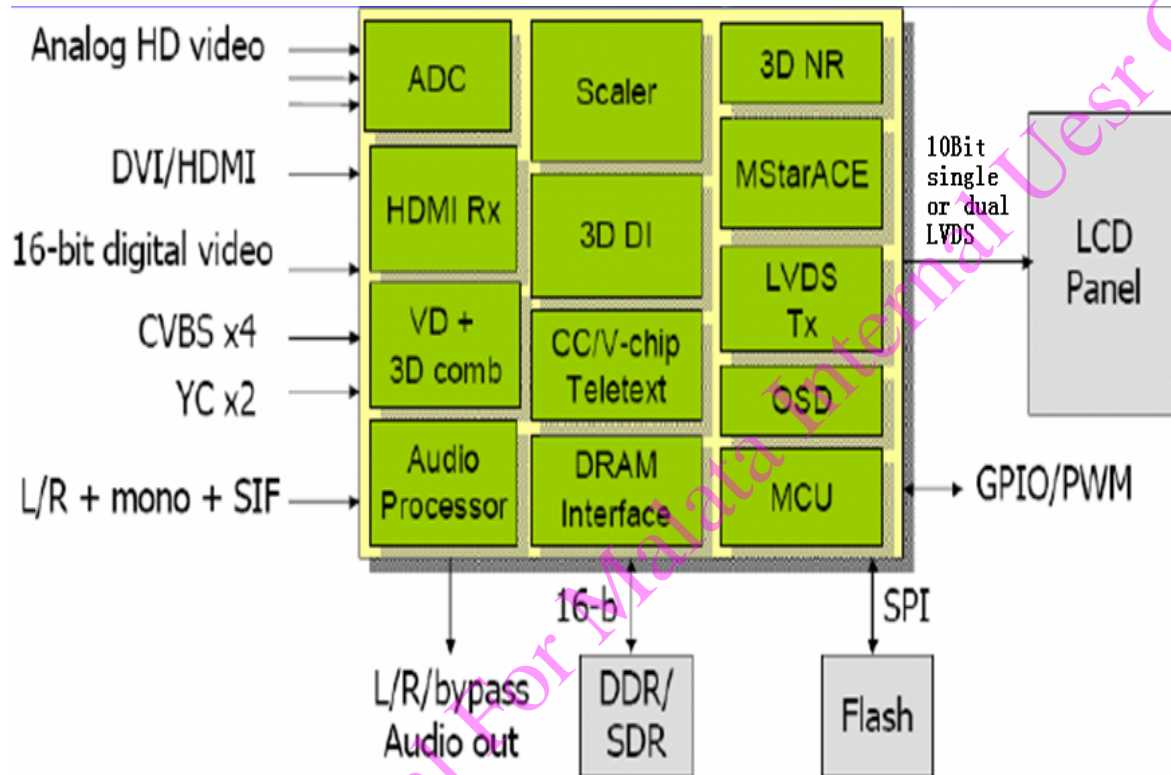 Analog HD video
DVI/HDMI
16-bit digital video
CVBS x4
YC x2
L/R + mono + SIF
ADC
HDMI Rx
VD +
3D comb
Audio
Processor
Scaler
3D DI
CC/V-chip
Teletext
DRAM
Interface
3D NR
MStarACE
LVDS
Tx
OSD
MCU
10Bit
single
or dual
LVDS
LCD
Panel
GPIO/PWM
L/R/bypass
Audio out
16-b
DDR/
SDR
SPI
Flash
For Malata Internal Uesr